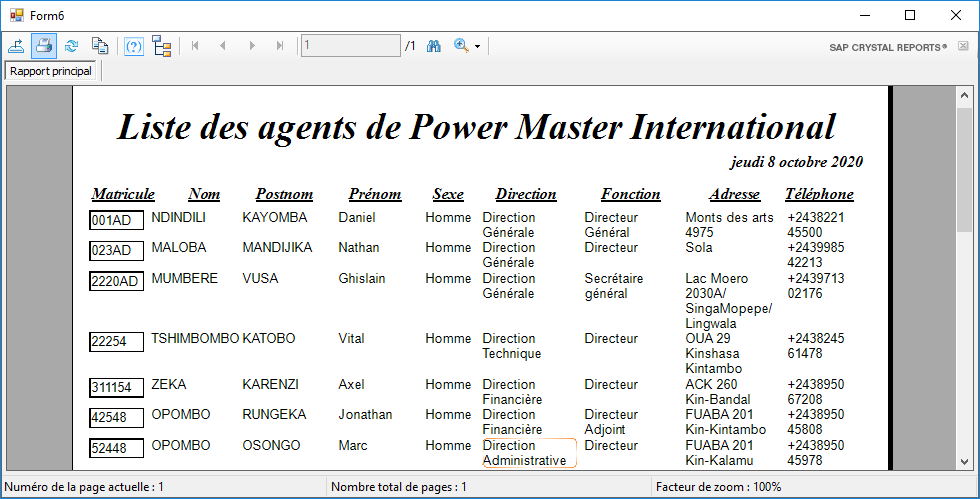 Form6
1 /1 SAP CRYSTAL REPORTS®
Rapport principal
Liste des agents de Power Master International
jeudi 8 octobre 2020
Matricule Nom Postnom Prénom Sexe Direction Fonction Adresse Téléphone
001AD NDINDILI KAYOMBA Daniel Homme Direction Directeur Monts des arts +2438221
Générale Général 4975 45500
023AD MALOBA MANDIJIKA Nathan Homme Direction Directeur Sola +2439985
Générale 42213
2220AD MUMBERE VUSA Ghislain Homme Direction Secrétaire Lac Moero +2439713
Générale général 2030A/ 02176
SingaMopepe/
Lingwala
22254 TSHIMBOMBO KATOBO Vital Homme Direction Directeur OUA 29 +2438245
Technique Kinshasa 61478
Kintambo
311154 ZEKA KARENZI Axel Homme Direction Directeur ACK 260 +2438950
Financière Kin-Bandal 67208
42548 OPOMBO RUNGEKA Jonathan Homme Direction Directeur FUABA 201 +2438950
Financière Adjoint Kin-Kintambo 45808
52448 OPOMBO OSONGO Marc Homme Direction Directeur FUABA 201 +2438950
Administrative Kin-Kalamu 45978
Numéro de la page actuelle : 1 Nombre total de pages : 1 Facteur de zoom : 100%